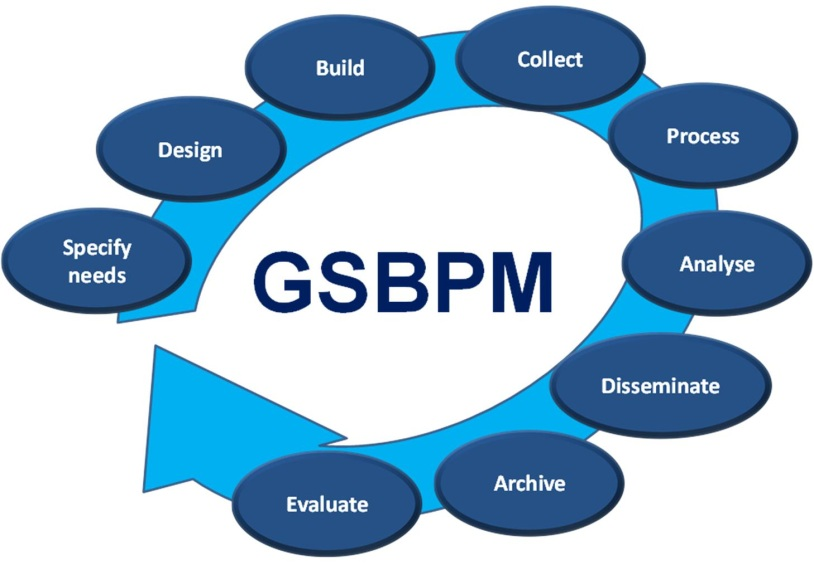 Specify
needs
Design
Build
Collect
Process
Analyse
Disseminate
Archive
Evaluate
GSBPM